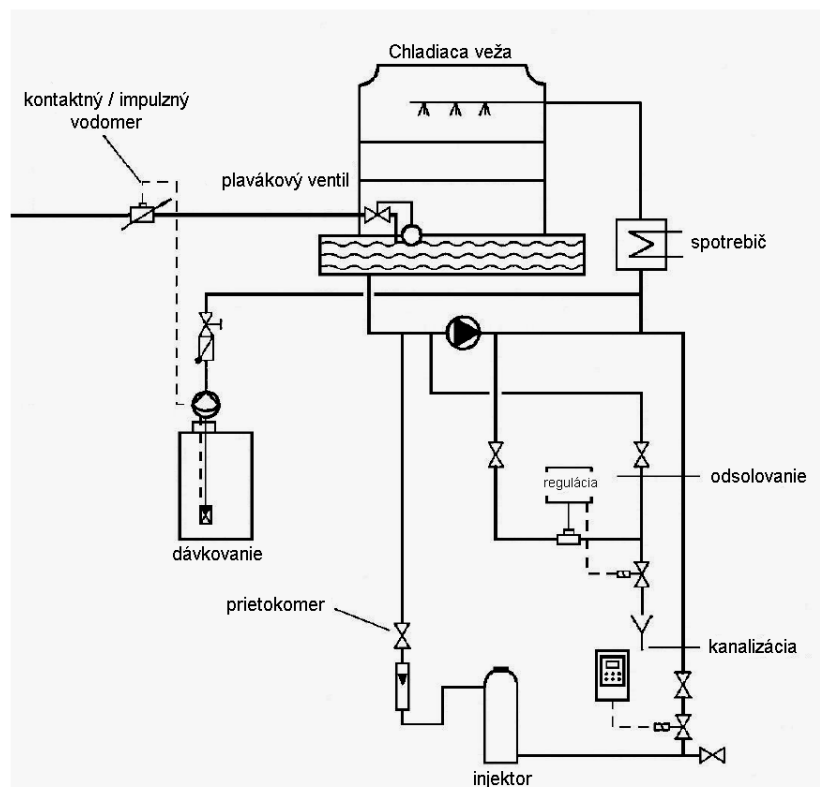 Chladiaca veža
kontaktný / impulzný
vodomer
plavákový ventil
spotrebič
regulácia
odsolovanie
dávkovanie
prietokomer
kanalizácia
injektor